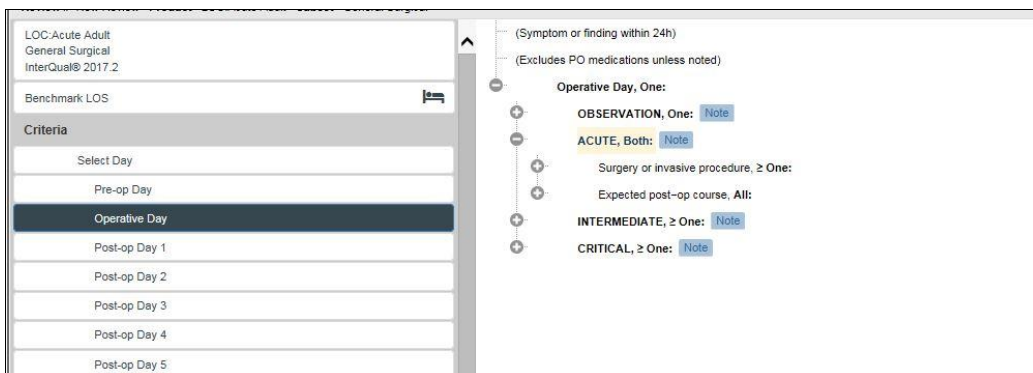 LOC:Acute Adult
General Surgical
InterQual® 2017.2
Benchmark LOS
Criteria
Select Day
Pre-op Day
Operative Day
Post-op Day 1
Post-op Day 2
Post-op Day 3
Post-op Day 4
Post-op Day 5
(Symptom or finding within 24h)
(Excludes PO medications unless noted)
Operative Day, One:
OBSERVATION, One: Note
ACUTE, Both: Note
Surgery or invasive procedure, ≥ One:
Expected post-op course, All:
INTERMEDIATE, ≥ One: Note
CRITICAL, ≥ One: Note